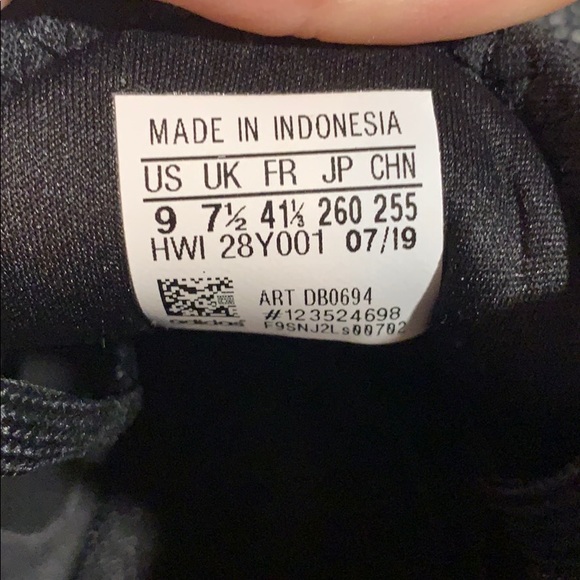 MADE IN INDONESIA
US UK FR JP CHN
9 7½ 41⅓ 260 255
HWI 28Y001 07/19
ART DB0694
#123524698
adidas F9SNJ2Ls00702